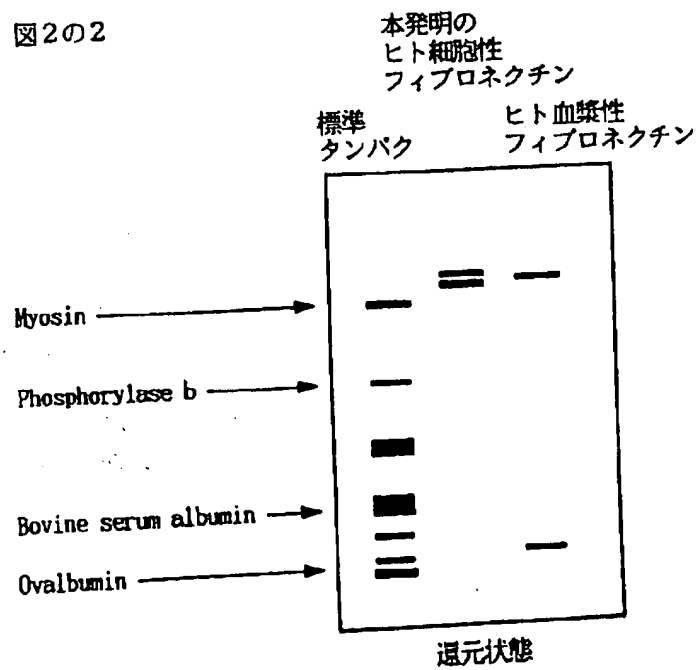 図2の2
本発明の
ヒト細胞性
フィブロネクチン
標準
タンパク
ヒト血漿性
フィブロネクチン
Myosin
Phosphorylase b
Bovine serum albumin
Ovalbumin
還元状態